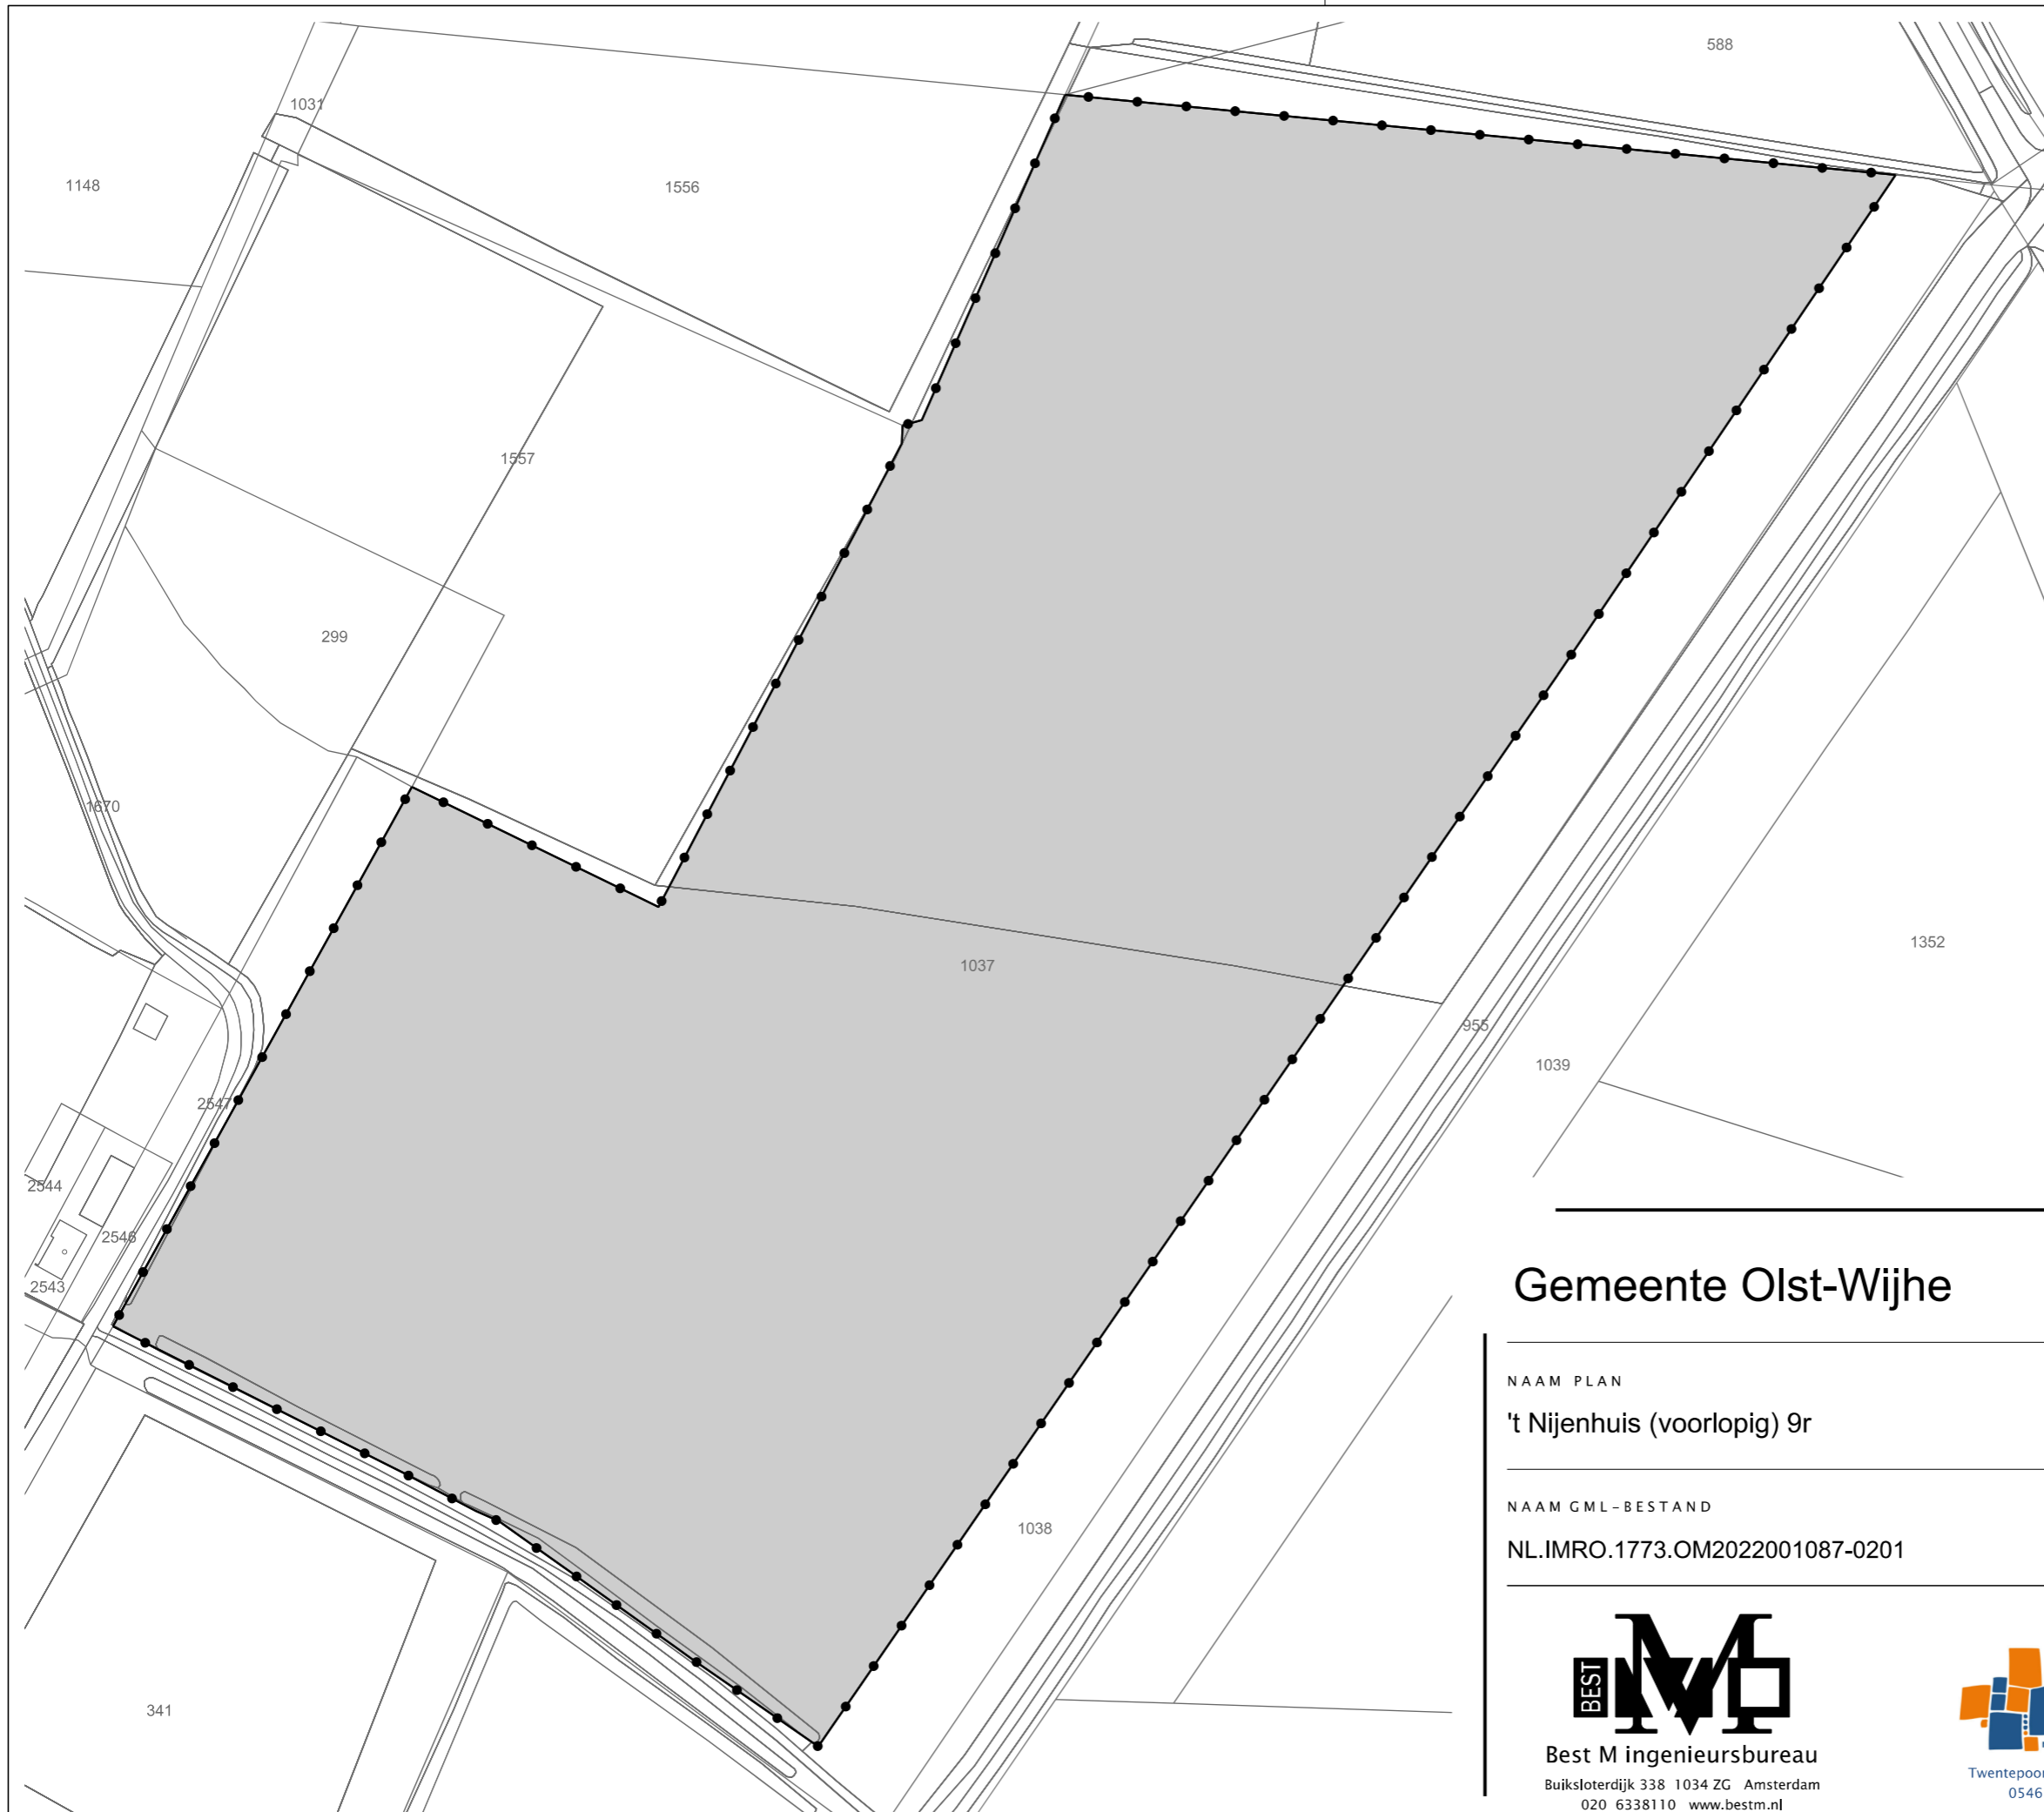 588
1031
1148
1556
1557
299
1670
1037
1352
955
1039
2547
2544
2546
2543
1038
341
Gemeente Olst-Wijhe
NAAM PLAN
't Nijenhuis (voorlopig) 9r
NAAM GML-BESTAND
NL.IMRO.1773.OM2022001087-0201
BEST
M
Best M ingenieursbureau
Buiksloterdijk 338 1034 ZG Amsterdam
020 6338110 www.bestm.nl
Twentepoor
0546